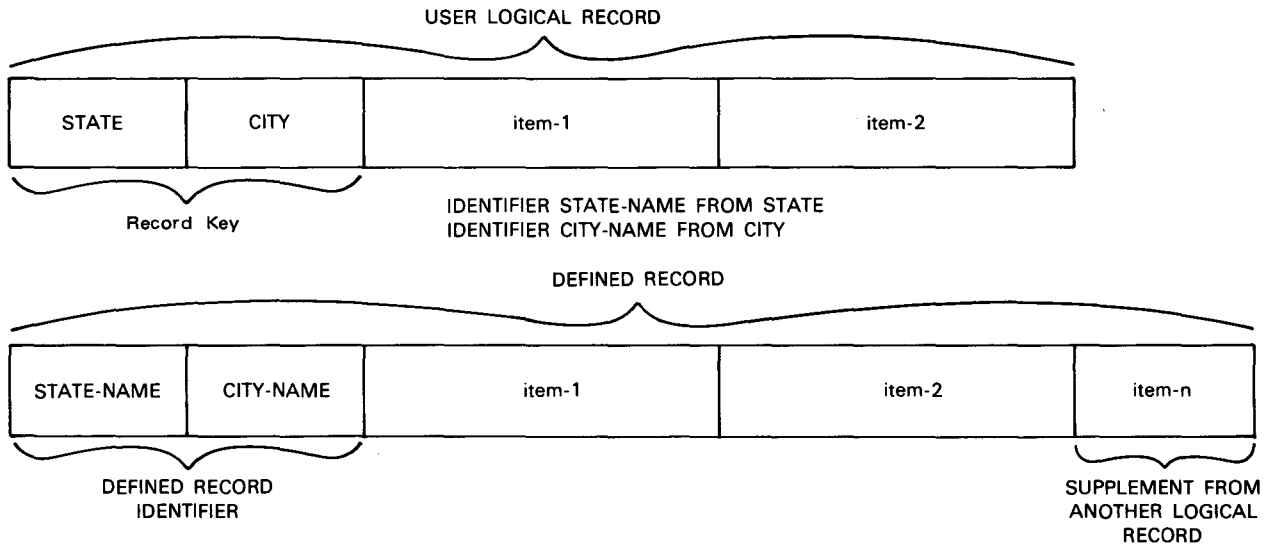 USER LOGICAL RECORD
STATE CITY item-1 item-2
Record Key
IDENTIFIER STATE-NAME FROM STATE
IDENTIFIER CITY-NAME FROM CITY
DEFINED RECORD
STATE-NAME CITY-NAME item-1 item-2 item-n
DEFINED RECORD
IDENTIFIER
SUPPLEMENT FROM
ANOTHER LOGICAL
RECORD